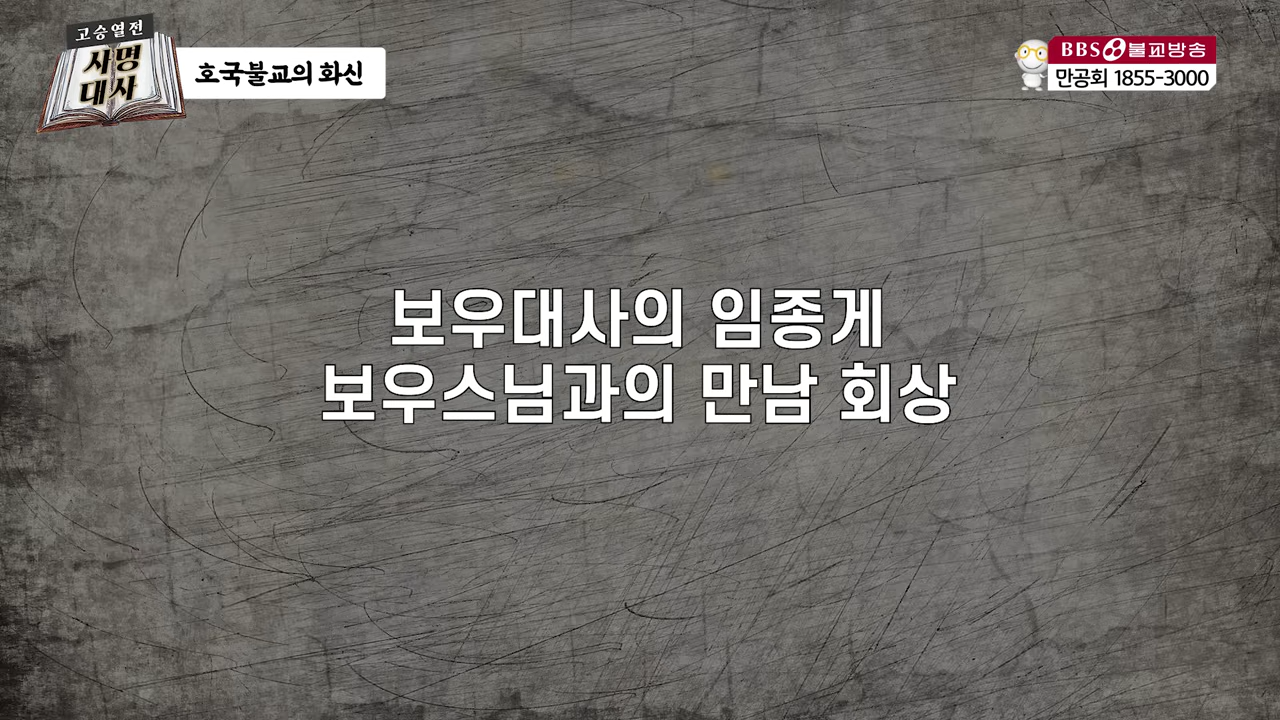 고승열전
사명
대사
호국불교의 화신
BBS 불교방송
만공회 1855-3000
보우대사의 임종게
보우스님과의 만남 회상